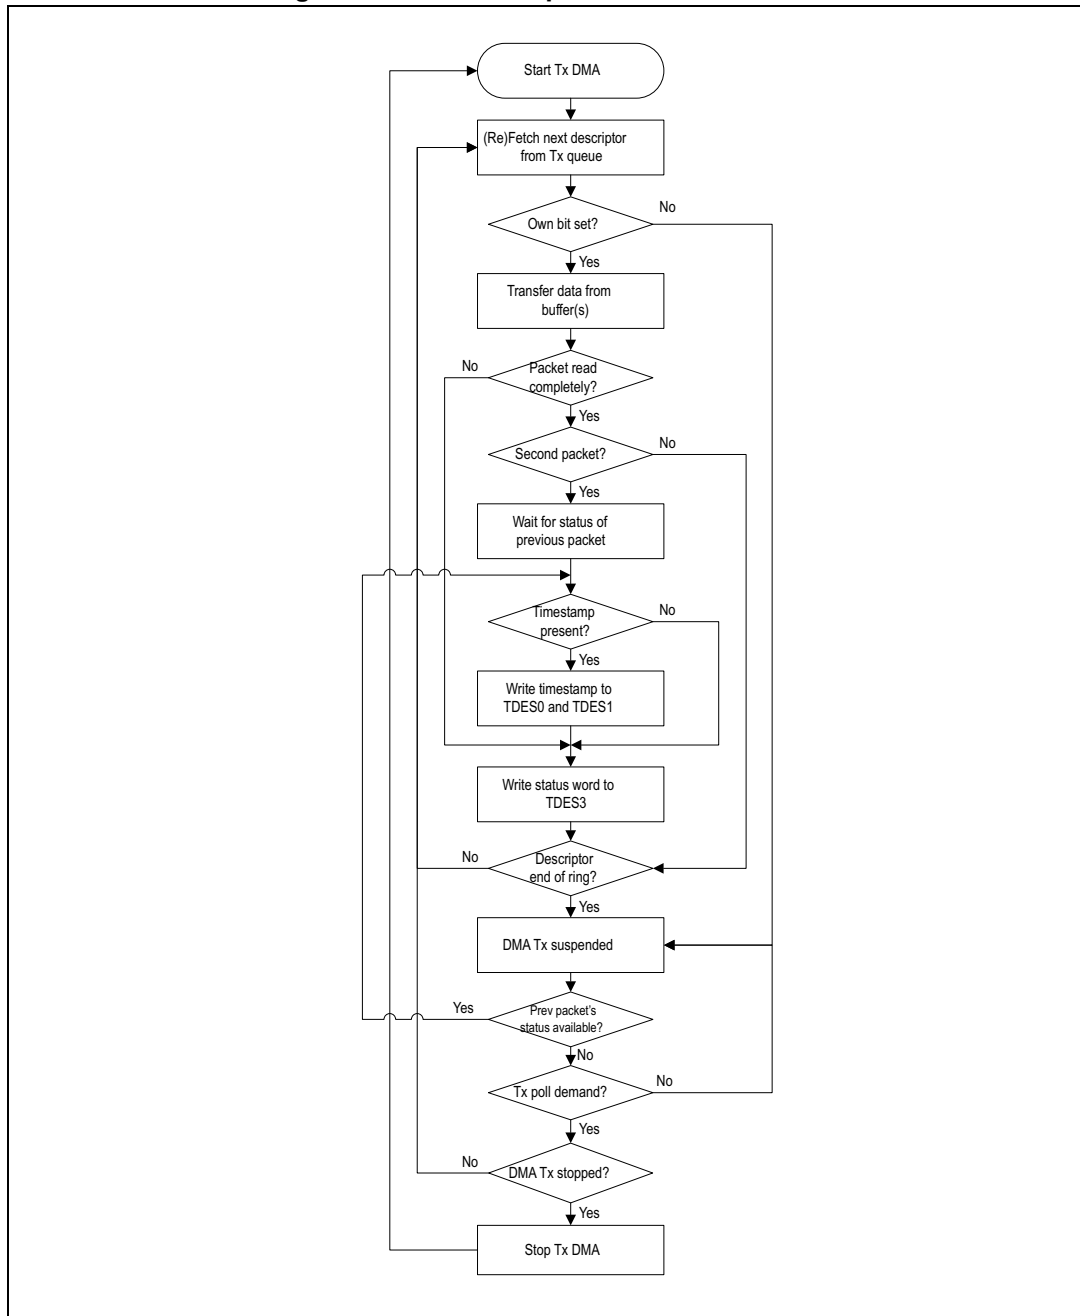 Start Tx DMA
(Re)Fetch next descriptor
from Tx queue
No
Own bit set?
Yes
Transfer data from
buffer(s)
No
Packet read
completely?
Yes
No
Second packet?
Yes
Wait for status of
previous packet
No
Timestamp
present?
Yes
Write timestamp to
TDES0 and TDES1
Write status word to
TDES3
No
Descriptor
end of ring?
Yes
DMA Tx suspended
Yes
Prev packet's
status available?
No
No
Tx poll demand?
Yes
No
DMA Tx stopped?
Yes
Stop Tx DMA